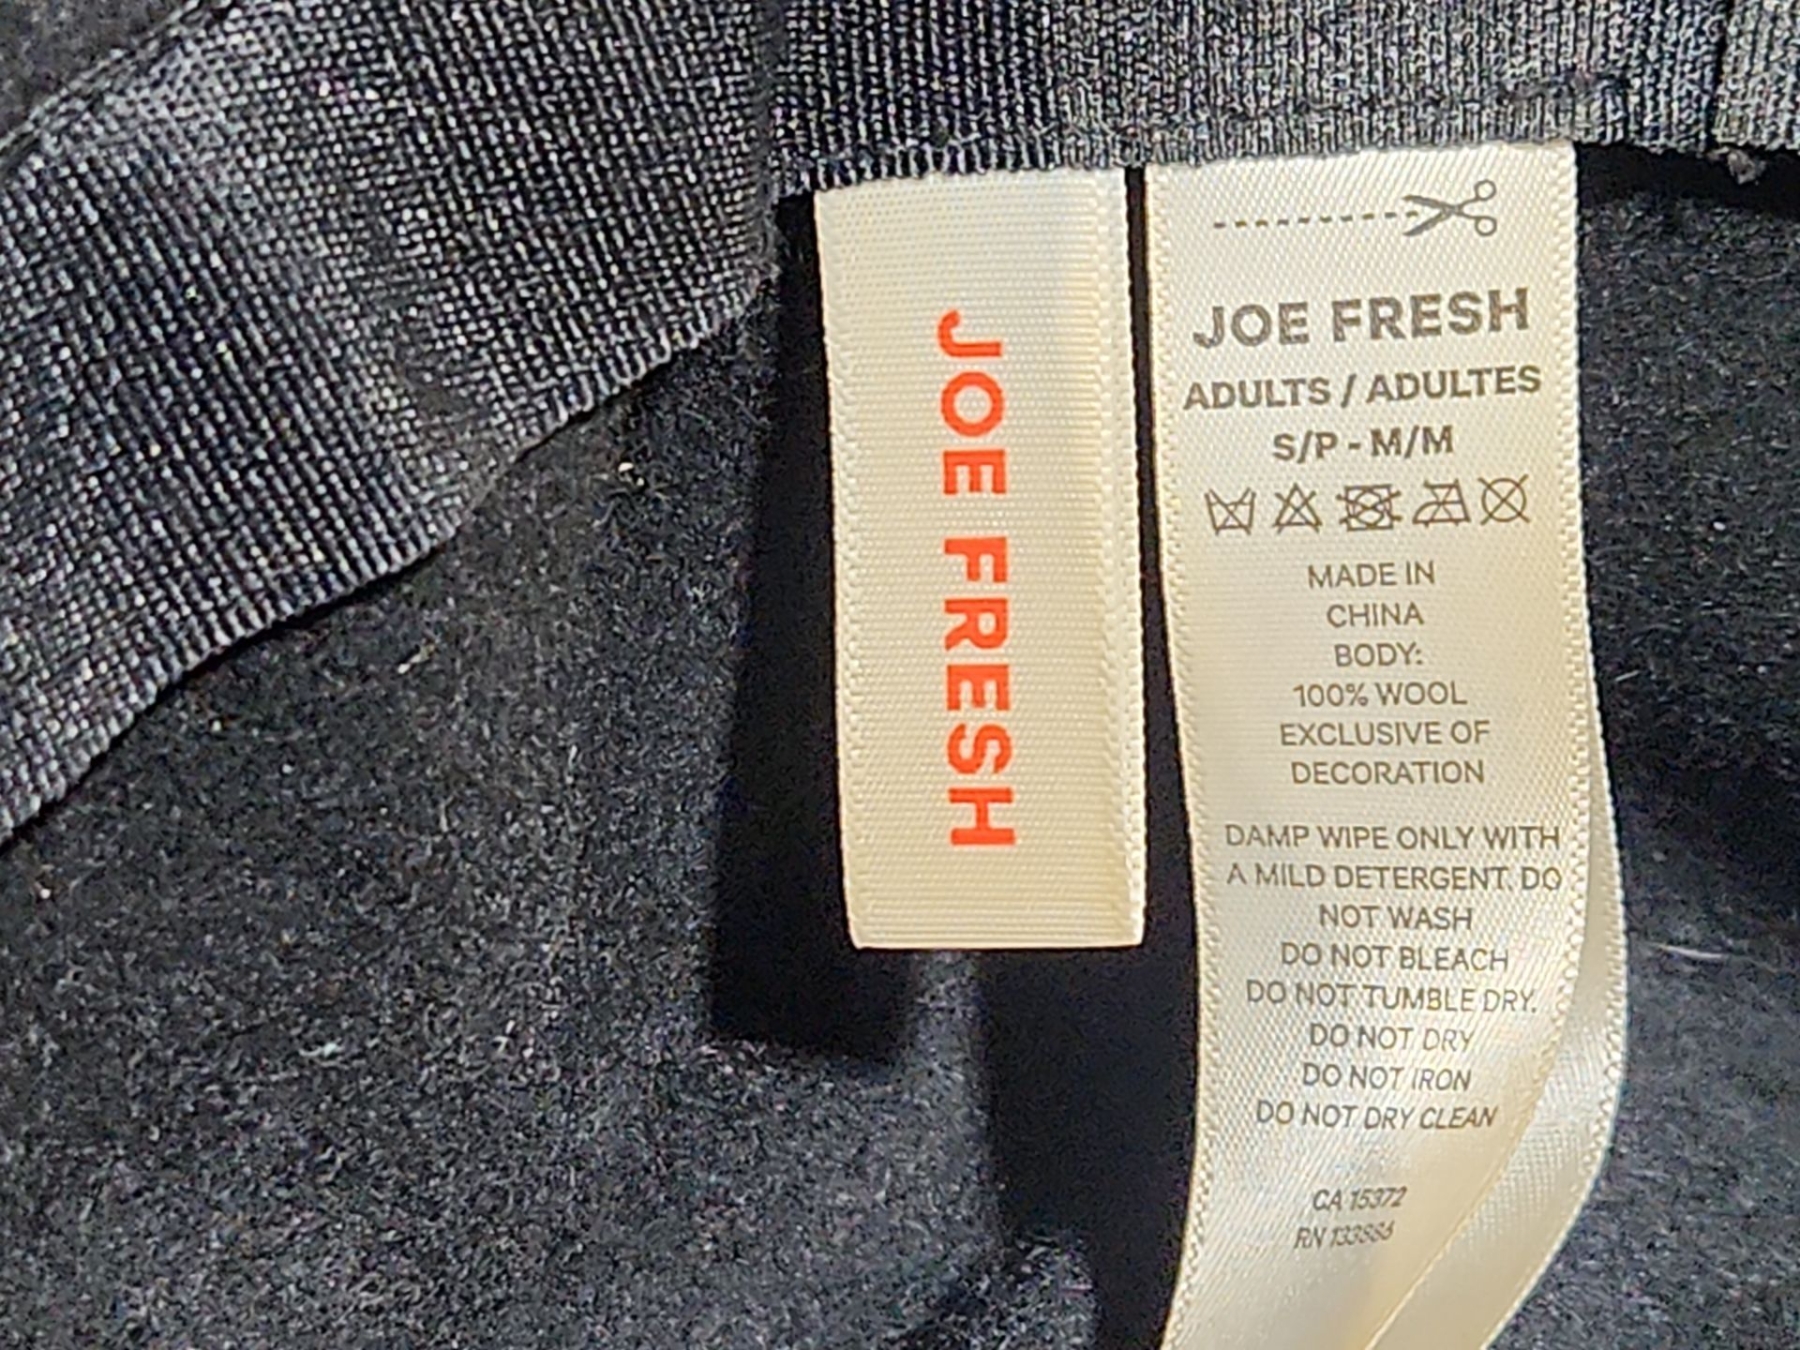 JOE FRESH
JOE FRESH
ADULTS / ADULTES
S/P - M/M
MADE IN
CHINA
BODY:
100% WOOL
EXCLUSIVE OF
DECORATION
DAMP WIPE ONLY WITH
A MILD DETERGENT. DO
NOT WASH
DO NOT BLEACH
DO NOT TUMBLE DRY.
DO NOT DRY
DO NOT IRON
DO NOT DRY CLEAN
CA 15372
RN